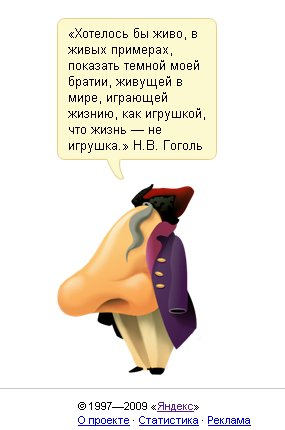 «Хотелось бы живо, в
живых примерах,
показать темной моей
братии, живущей в
мире, играющей
жизнию, как игрушкой,
что жизнь — не
игрушка.» Н.В. Гоголь
© 1997—2009 «Яндекс»
О проекте · Статистика · Реклама